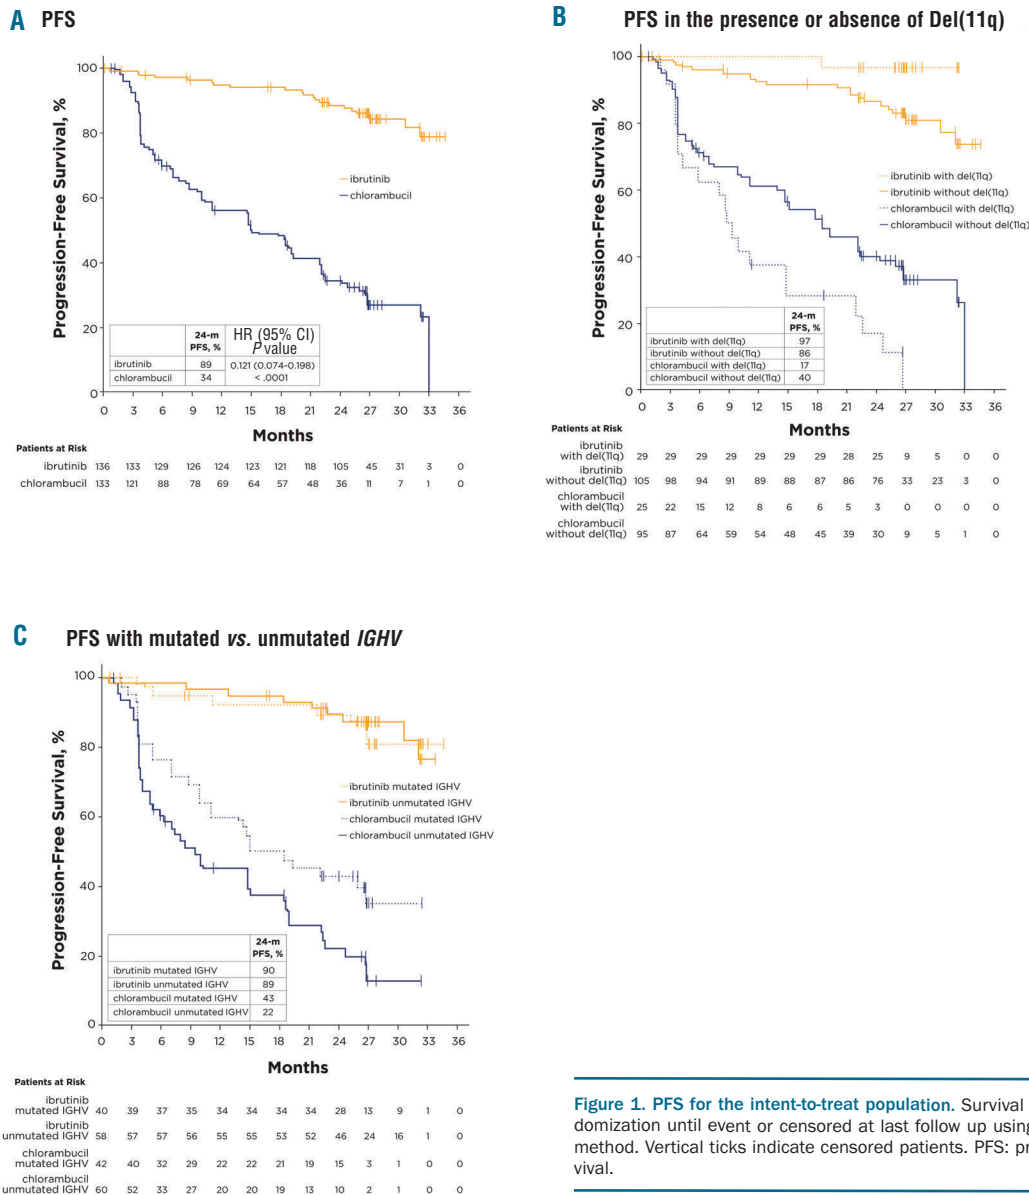 A PFS
Progression-Free Survival, %
100
80
60
40
20
0
ibrutinib
chlorambucil
24-m PFS, % HR (95% CI) P value
ibrutinib 89 0.121 (0.074-0.198)
chlorambucil 34 < .0001
0 3 6 9 12 15 18 21 24 27 30 33 36
Months
Patients at Risk
ibrutinib 136 133 129 126 124 123 121 118 105 45 31 3 0
chlorambucil 133 121 88 78 69 64 57 48 36 11 7 1 0
B PFS in the presence or absence of Del(11q)
Progression-Free Survival, %
100
80
60
40
20
0
ibrutinib with del(11q)
ibrutinib without del(11q)
chlorambucil with del(11q)
chlorambucil without del(11q)
24-m PFS, %
ibrutinib with del(11q) 97
ibrutinib without del(11q) 86
chlorambucil with del(11q) 17
chlorambucil without del(11q) 40
0 3 6 9 12 15 18 21 24 27 30 33 36
Months
Patients at Risk
ibrutinib
with del(11q) 29 29 29 29 29 29 29 28 25 9 5 0 0
ibrutinib
without del(11q) 105 98 94 91 89 88 87 86 76 33 23 3 0
chlorambucil
with del(11q) 25 22 15 12 8 6 6 5 3 0 0 0 0
chlorambucil
without del(11q) 95 87 64 59 54 48 45 39 30 9 5 1 0
C PFS with mutated vs. unmutated IGHV
Progression-Free Survival, %
100
80
60
40
20
0
ibrutinib mutated IGHV
ibrutinib unmutated IGHV
chlorambucil mutated IGHV
chlorambucil unmutated IGHV
24-m PFS, %
ibrutinib mutated IGHV 90
ibrutinib unmutated IGHV 89
chlorambucil mutated IGHV 43
chlorambucil unmutated IGHV 22
0 3 6 9 12 15 18 21 24 27 30 33 36
Months
Patients at Risk
ibrutinib
mutated IGHV 40 39 37 35 34 34 34 34 28 13 9 1 0
ibrutinib
unmutated IGHV 58 57 57 56 55 55 53 52 46 24 16 1 0
chlorambucil
mutated IGHV 42 40 32 29 22 22 21 19 15 3 1 0 0
chlorambucil
unmutated IGHV 60 52 33 27 20 20 19 13 10 2 1 0 0
Figure 1. PFS for the intent-to-treat population. Survival
domization until event or censored at last follow up using
method. Vertical ticks indicate censored patients. PFS: pr
vival.